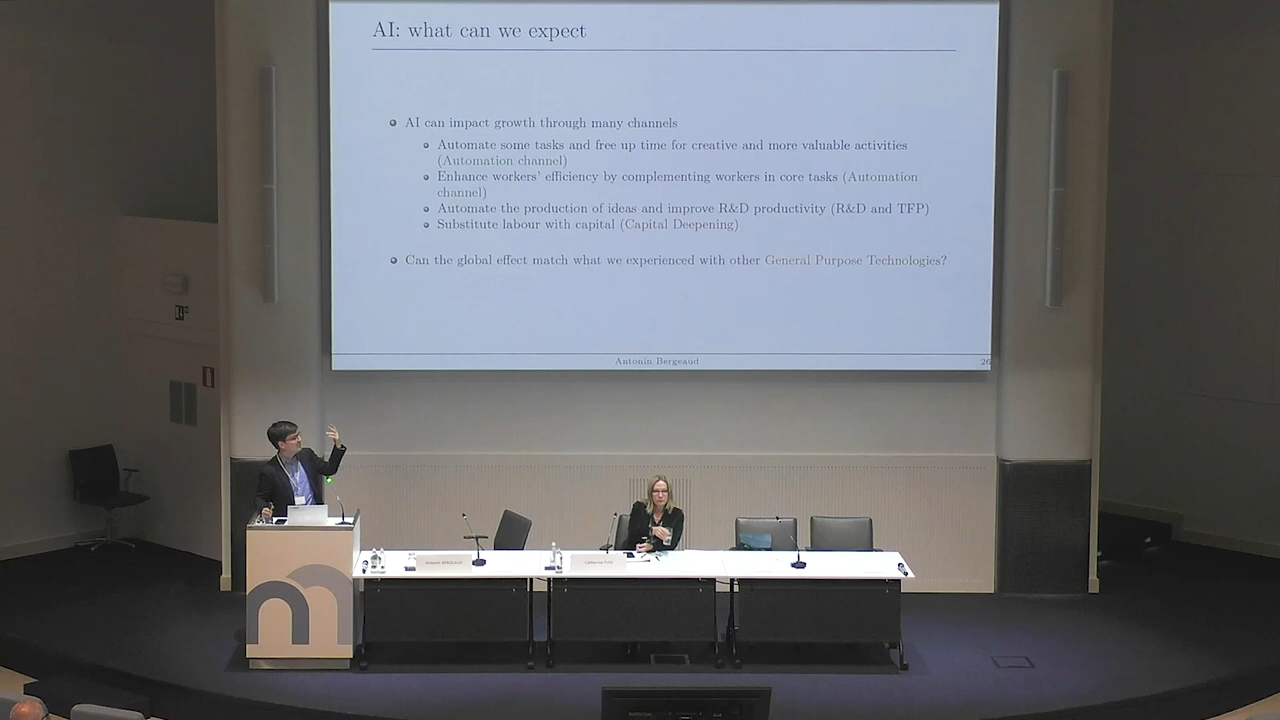 AI: what can we expect
AI can impact growth through many channels
Automate some tasks and free up time for creative and more valuable activities
(Automation channel)
Enhance workers' efficiency by complementing workers in core tasks (Automation
channel)
Automate the production of ideas and improve R&D productivity (R&D and TFP)
Substitute labour with capital (Capital Deepening)
Can the global effect match what we experienced with other General Purpose Technologies?
Antonin Bergeaud
26
Antonin BERGEAUD
Catherine